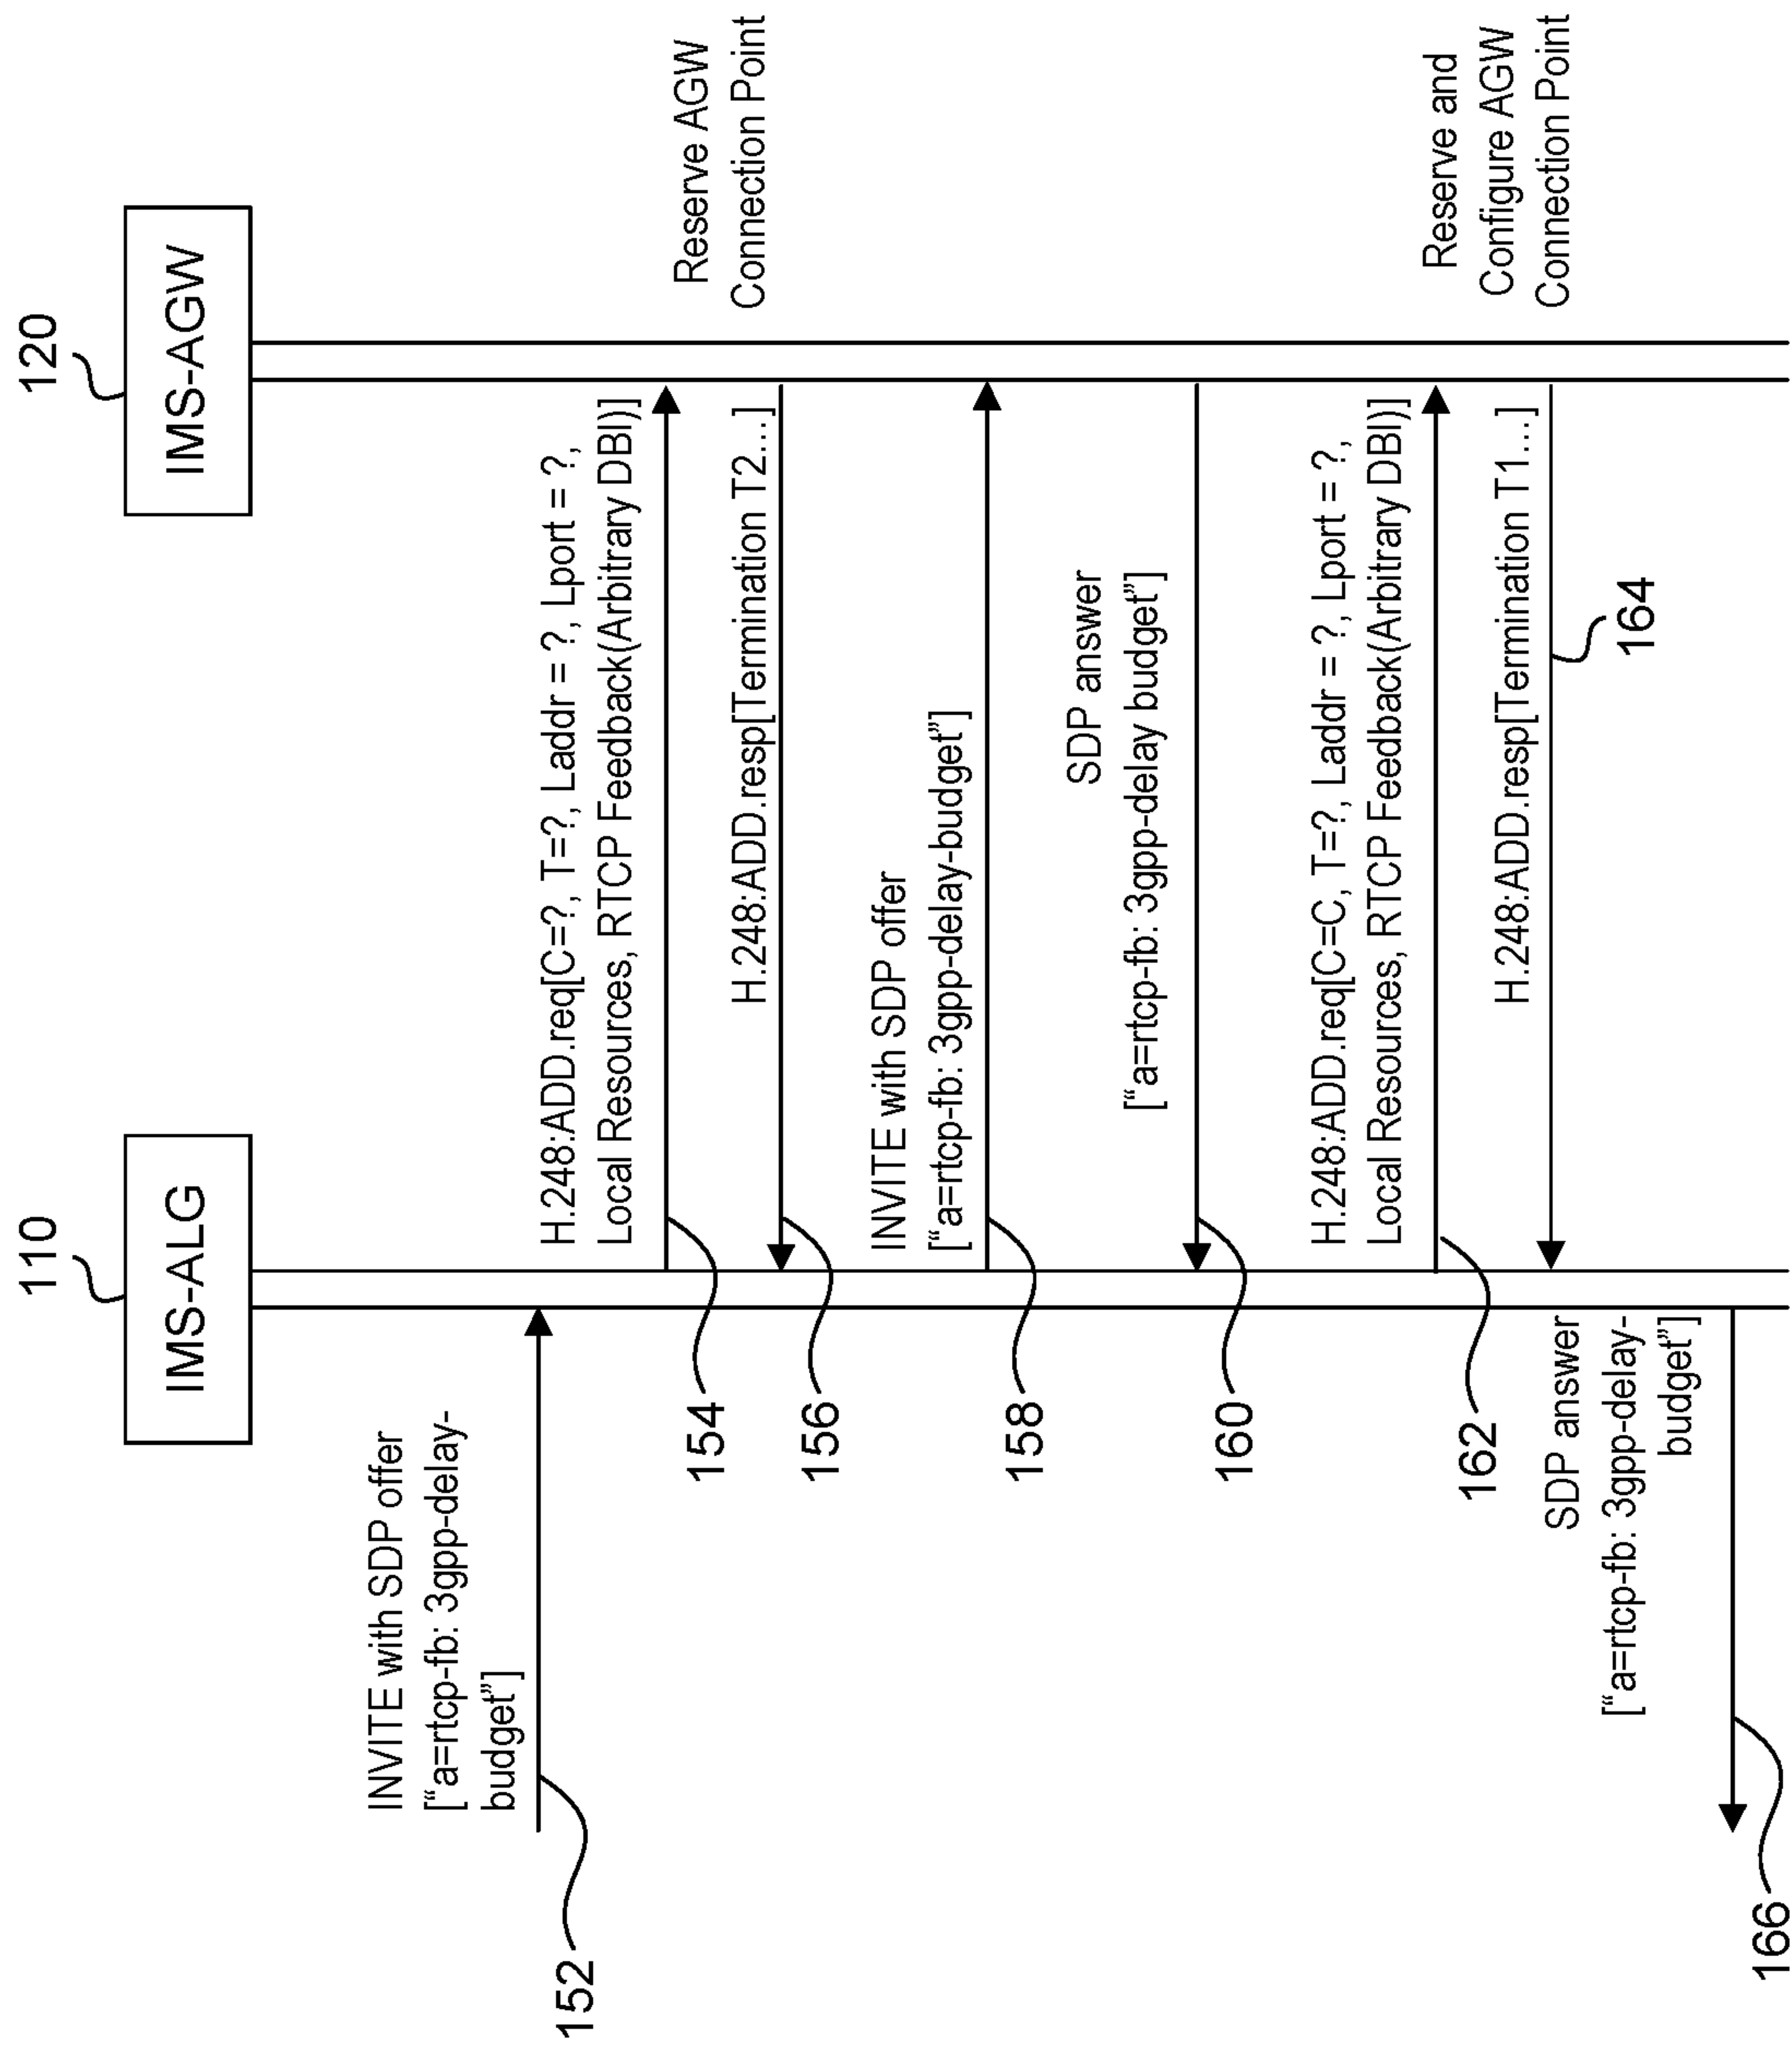 110
IMS-ALG
120
IMS-AGW
INVITE with SDP offer
[“a=rtcp-fb: 3gpp-delay-
budget”]
152
H.248:ADD.req[C=?, T=?, Laddr = ?, Lport = ?,
Local Resources, RTCP Feedback(Arbitrary DBI)]
154
Reserve AGW
Connection Point
H.248:ADD.resp[Termination T2...]
156
INVITE with SDP offer
[“a=rtcp-fb: 3gpp-delay-budget”]
158
SDP answer
[“a=rtcp-fb: 3gpp-delay budget”]
160
H.248:ADD.req[C=C, T=?, Laddr = ?, Lport = ?,
Local Resources, RTCP Feedback(Arbitrary DBI)]
162
Reserve and
Configure AGW
Connection Point
H.248:ADD.resp[Termination T1...]
164
SDP answer
[“a=rtcp-fb: 3gpp-delay-
budget”]
166